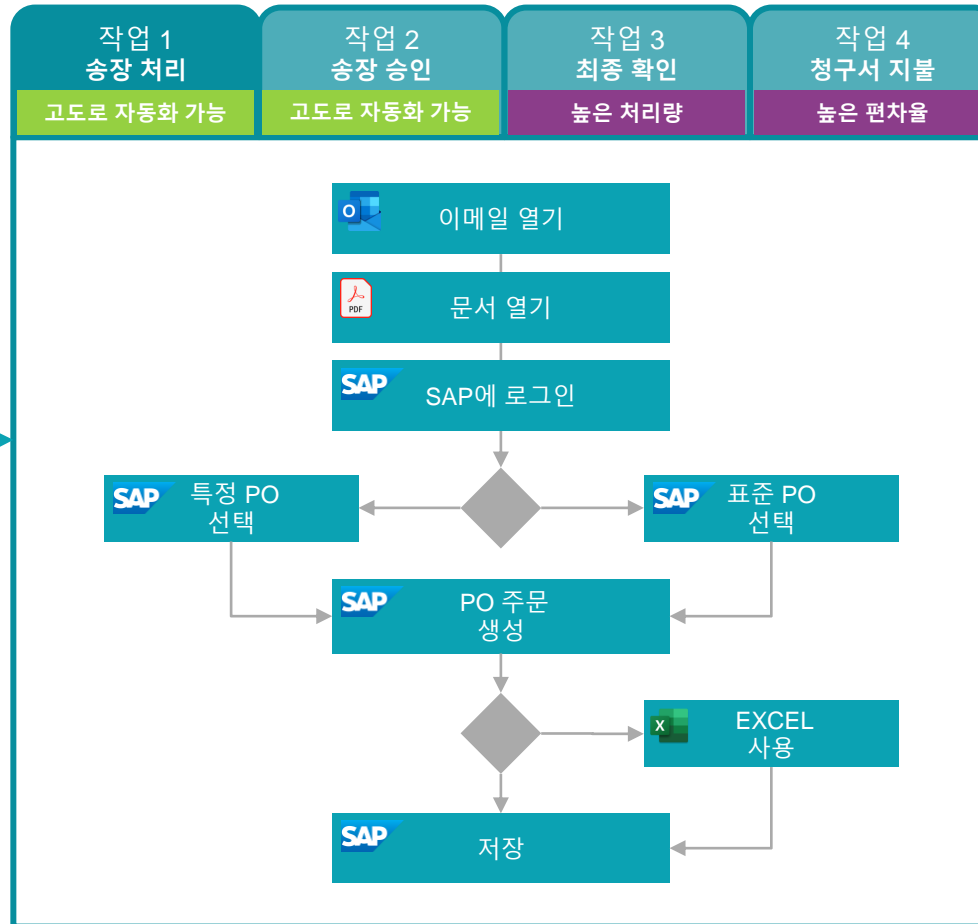 작업 1
송장 처리
고도로 자동화 가능
작업 2
송장 승인
고도로 자동화 가능
작업 3
최종 확인
높은 처리량
작업 4
청구서 지불
높은 편차율
O
이메일 열기
PDF
문서 열기
SAP
SAP에 로그인
SAP
특정 PO
선택
SAP
표준 PO
선택
SAP
PO 주문
생성
X
EXCEL
사용
SAP
저장